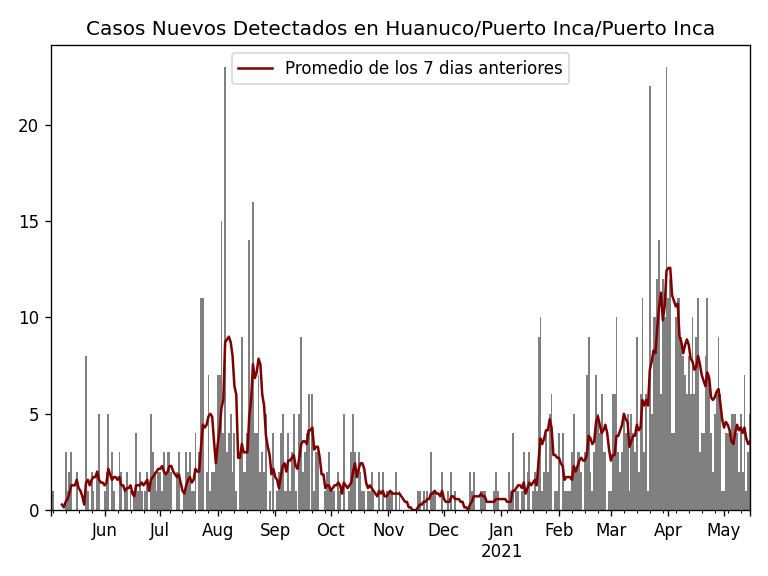 Casos Nuevos Detectados en Huanuco/Puerto Inca/Puerto Inca
Promedio de los 7 dias anteriores
20
15
10
5
0
Jun Jul Aug Sep Oct Nov Dec Jan Feb Mar Apr May
2021